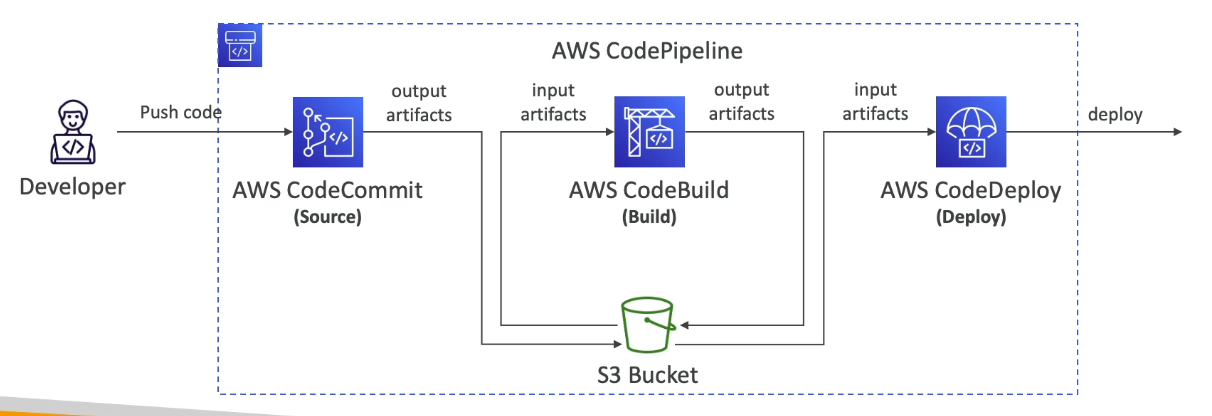 AWS CodePipeline
Push code
output
artifacts
input
artifacts
output
artifacts
input
artifacts
deploy
Developer
AWS CodeCommit
(Source)
AWS CodeBuild
(Build)
AWS CodeDeploy
(Deploy)
S3 Bucket